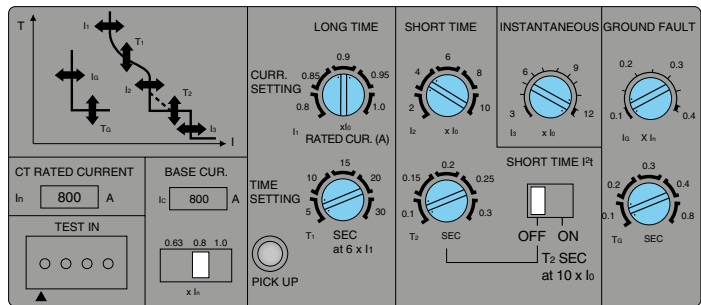 T
I₁
T₁
I₂
T₂
I₃
IG
TG
I
LONG TIME
SHORT TIME
INSTANTANEOUS
GROUND FAULT
CURR.
SETTING
0.8
0.85
0.9
0.95
1.0
I₁
xI₀
RATED CUR. (A)
2
4
6
8
10
I₂
x I₀
3
6
9
12
I₃
x I₀
0.1
0.2
0.3
0.4
IG
X Iₙ
CT RATED CURRENT
In
800
A
BASE CUR.
Ic
800
A
TIME
SETTING
5
10
15
20
30
T₁
SEC
at 6 x I₁
0.1
0.15
0.2
0.25
0.3
T₂
SEC
SHORT TIME I²t
OFF
ON
T₂ SEC
at 10 x I₀
0.1
0.2
0.3
0.4
0.8
TG
SEC
TEST IN
0.63
0.8
1.0
x Iₙ
PICK UP